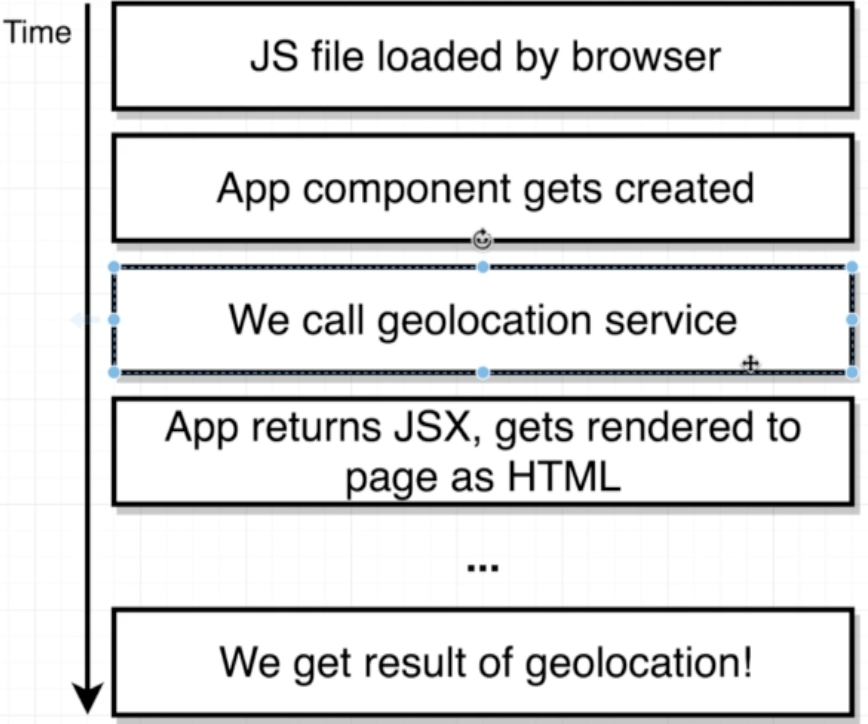 Time
JS file loaded by browser
App component gets created
We call geolocation service
App returns JSX, gets rendered to
page as HTML
...
We get result of geolocation!